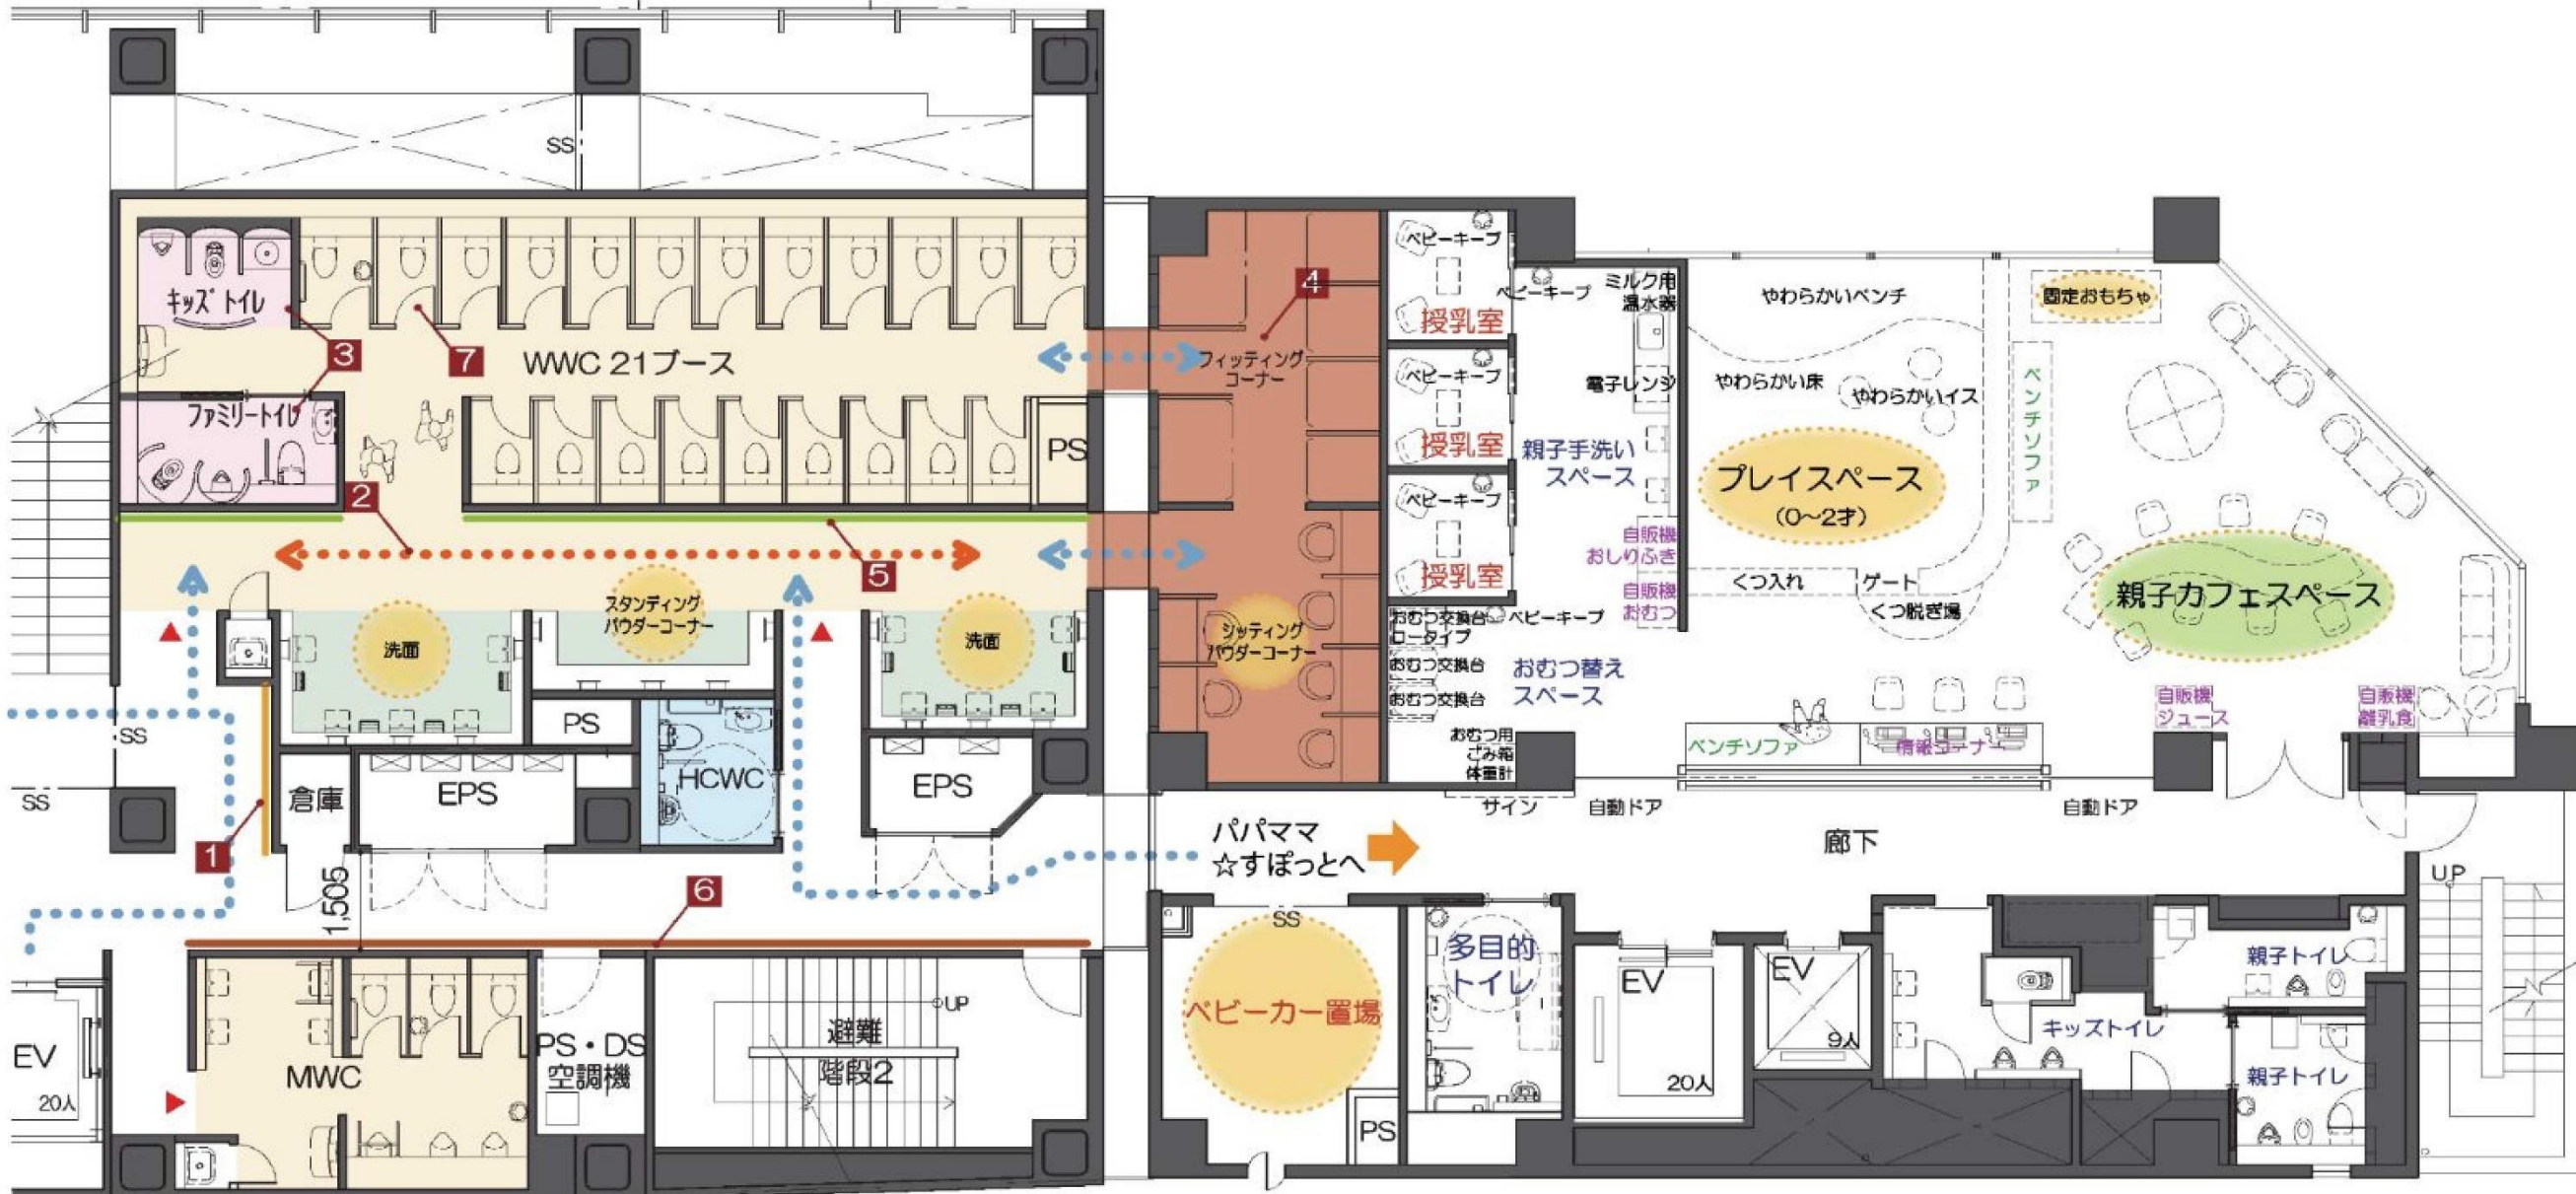 SS
キッズトイレ
3
7
WWC 21ブース
ファミリートイレ
2
PS
5
洗面
スタンディング
パウダーコーナー
洗面
PS
SS
SS
HCWC
倉庫
EPS
EPS
1
1,505
6
MWC
EV
20人
PS・DS
空調機
避難
階段2
UP
4
フィッティング
コーナー
シッティング
パウダーコーナー
ベビーキープ
授乳室
ベビーキープ
授乳室
ベビーキープ
授乳室
ベビーキープ
ミルク用
温水器
電子レンジ
親子手洗い
スペース
自販機
おしりふき
自販機
おむつ
おむつ交換台
ロータイプ
ベビーキープ
おむつ交換台
おむつ交換台
おむつ替え
スペース
おむつ用
ごみ箱
体重計
やわらかいベンチ
固定おもちゃ
やわらかい床
やわらかいイス
ベンチソファ
プレイスペース
(0～2才)
くつ入れ
ゲート
くつ脱ぎ場
親子カフェスペース
自販機
ジュース
自販機
離乳食
ベンチソファ
情報コーナー
サイン
自動ドア
自動ドア
パパママ
☆すぽっとへ
廊下
UP
SS
ベビーカー置場
PS
多目的
トイレ
EV
20人
EV
9人
キッズトイレ
親子トイレ
親子トイレ